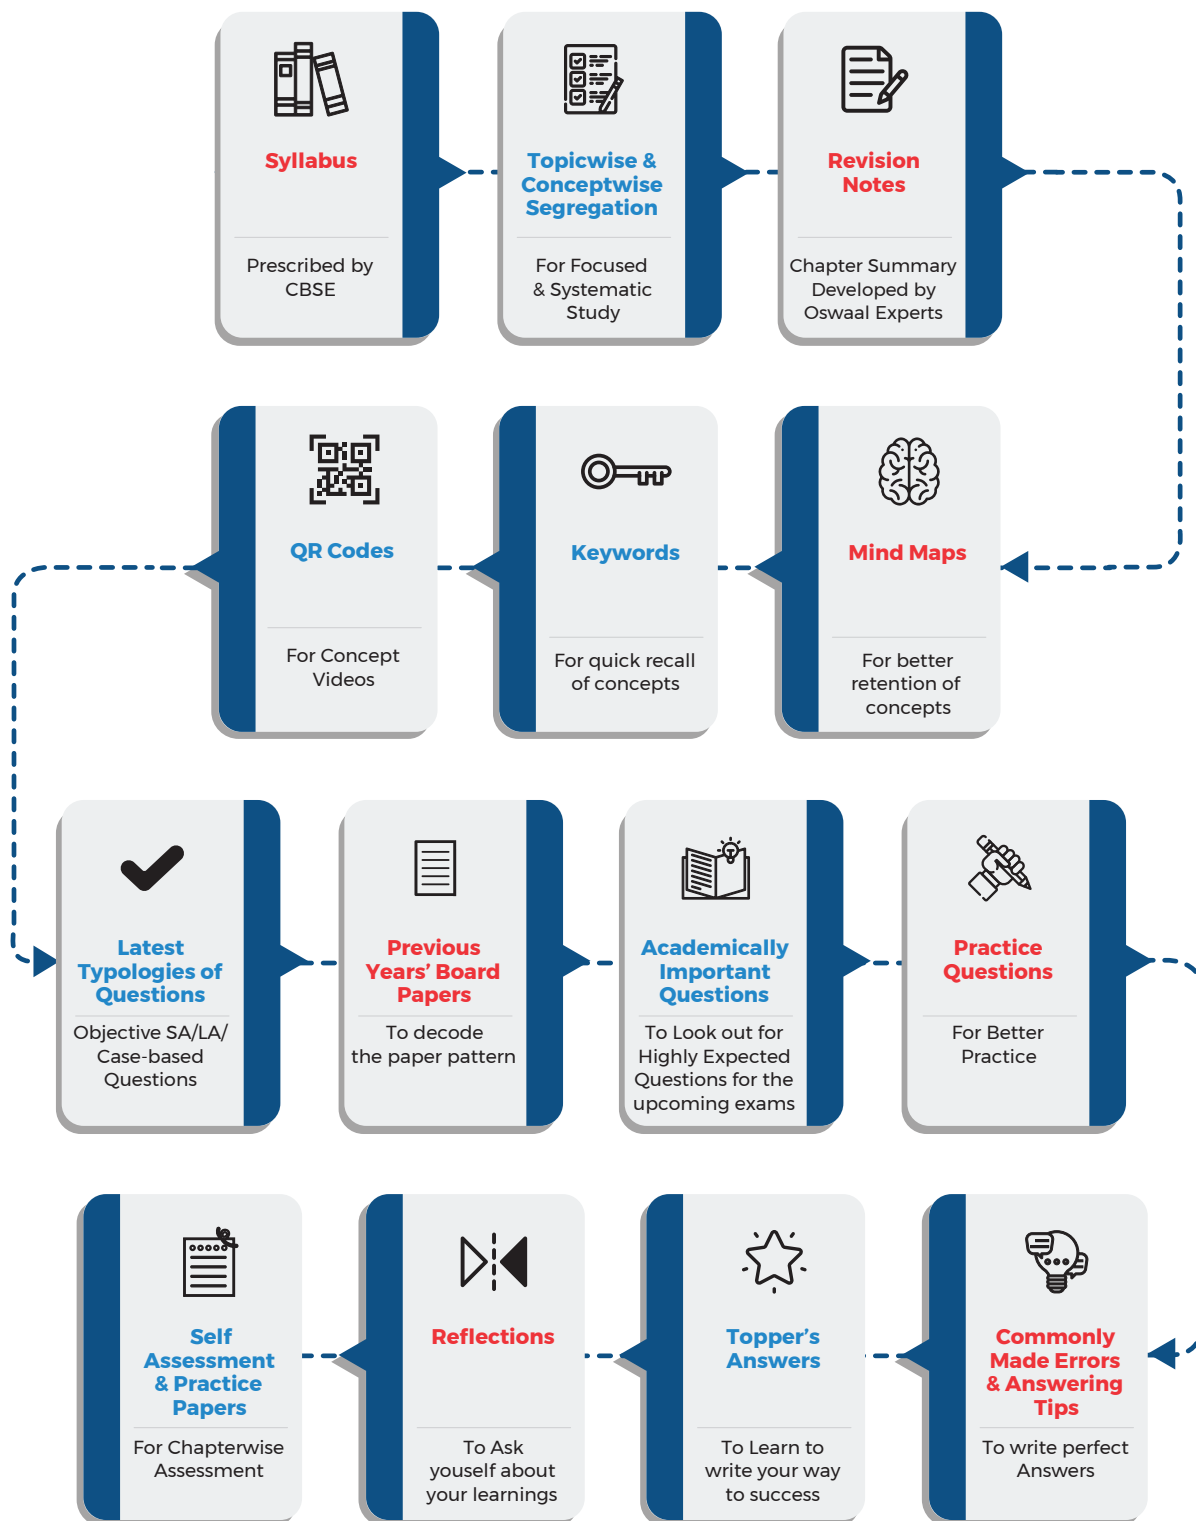 Syllabus
Prescribed by
CBSE
Topicwise &
Conceptwise
Segregation
For Focused
& Systematic
Study
Revision
Notes
Chapter Summary
Developed by
Oswaal Experts
Mind Maps
For better
retention of
concepts
Keywords
For quick recall
of concepts
QR Codes
For Concept
Videos
Latest
Typologies of
Questions
Objective SA/LA/
Case-based
Questions
Previous
Years’ Board
Papers
To decode
the paper pattern
Academically
Important
Questions
To Look out for
Highly Expected
Questions for the
upcoming exams
Practice
Questions
For Better
Practice
Commonly
Made Errors
& Answering
Tips
To write perfect
Answers
Topper’s
Answers
To Learn to
write your way
to success
Reflections
To Ask
youself about
your learnings
Self
Assessment
& Practice
Papers
For Chapterwise
Assessment